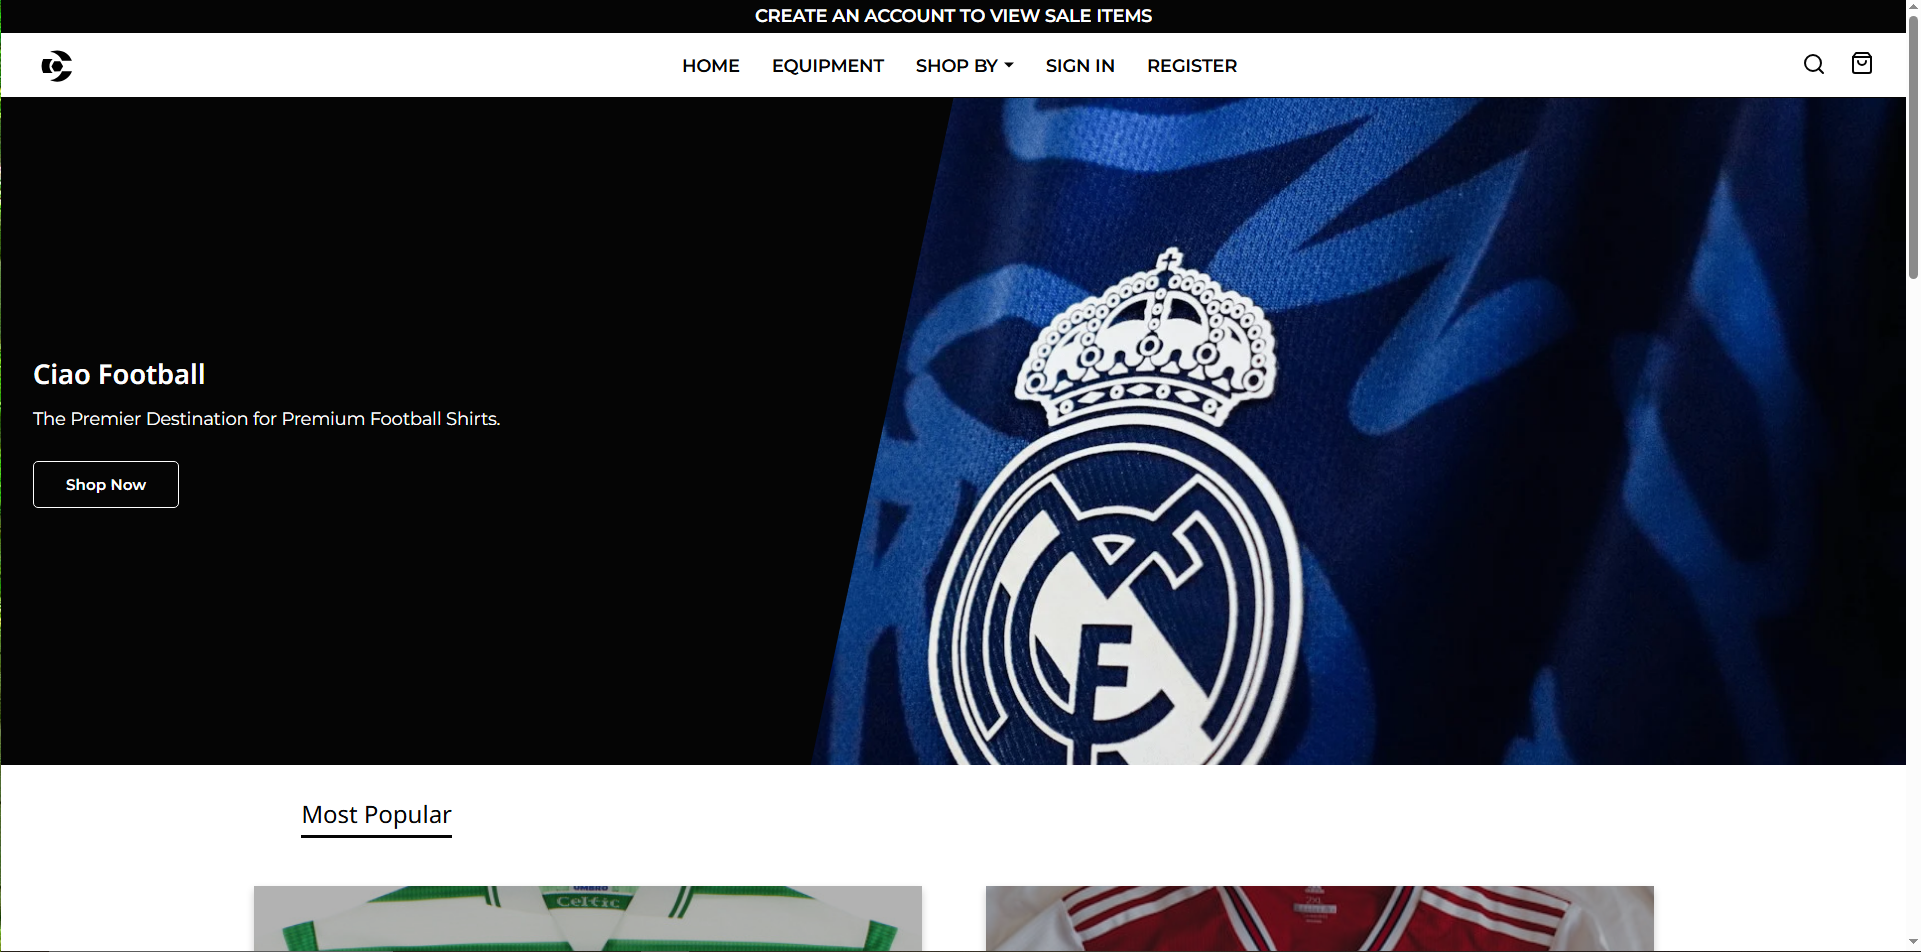 CREATE AN ACCOUNT TO VIEW SALE ITEMS
HOME EQUIPMENT SHOP BY SIGN IN REGISTER
Ciao Football
The Premier Destination for Premium Football Shirts.
Shop Now
Most Popular
UMBRO
Celtic
2XL